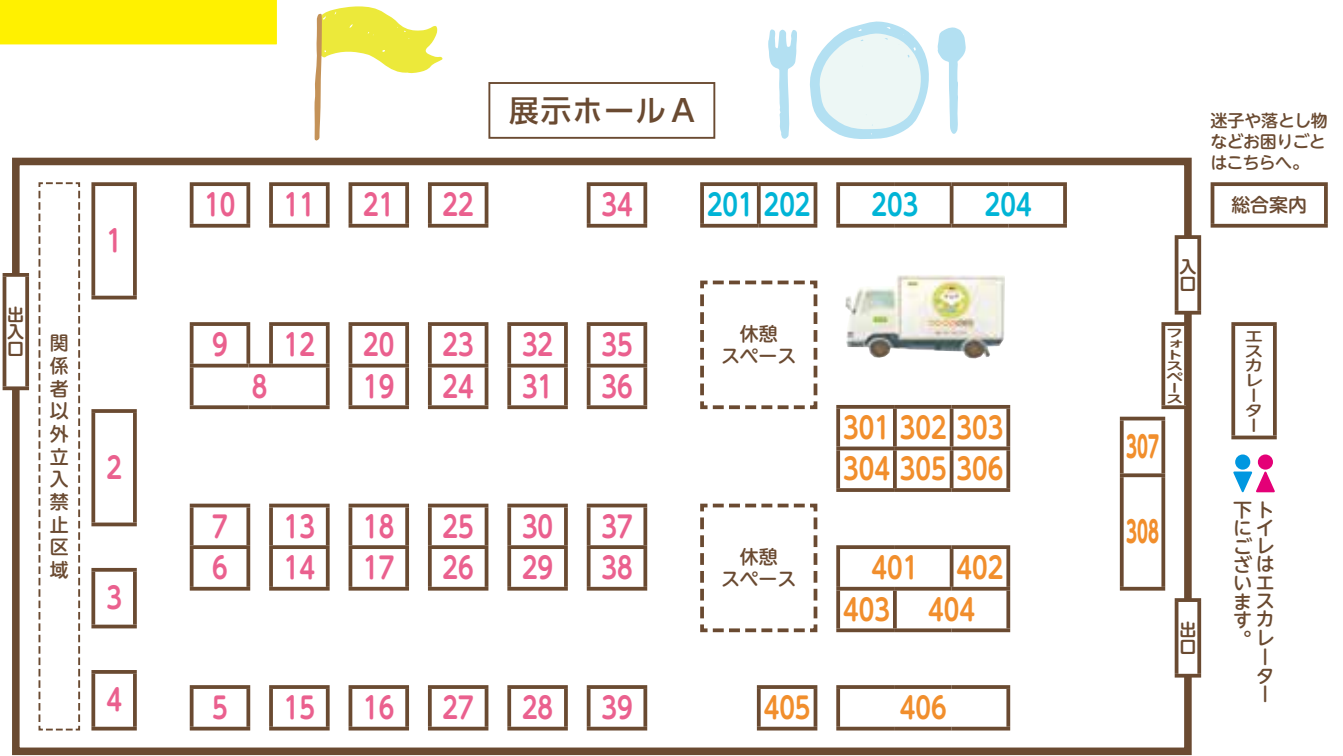 展示ホールA
迷子や落とし物
などお困りごと
はこちらへ。
総合案内
10 11 21 22 34 201 202 203 204
1
入口
出入口
関係者以外立入禁止区域
休憩
スペース
フォトスペース
エスカレーター
9 12 20 23 32 35
8 19 24 31 36
301 302 303
304 305 306
307
308
2
7 13 18 25 30 37
6 14 17 26 29 38
休憩
スペース
401 402
403 404
トイレはエスカレーター
下にございます。
3
出口
4
5 15 16 27 28 39 405 406